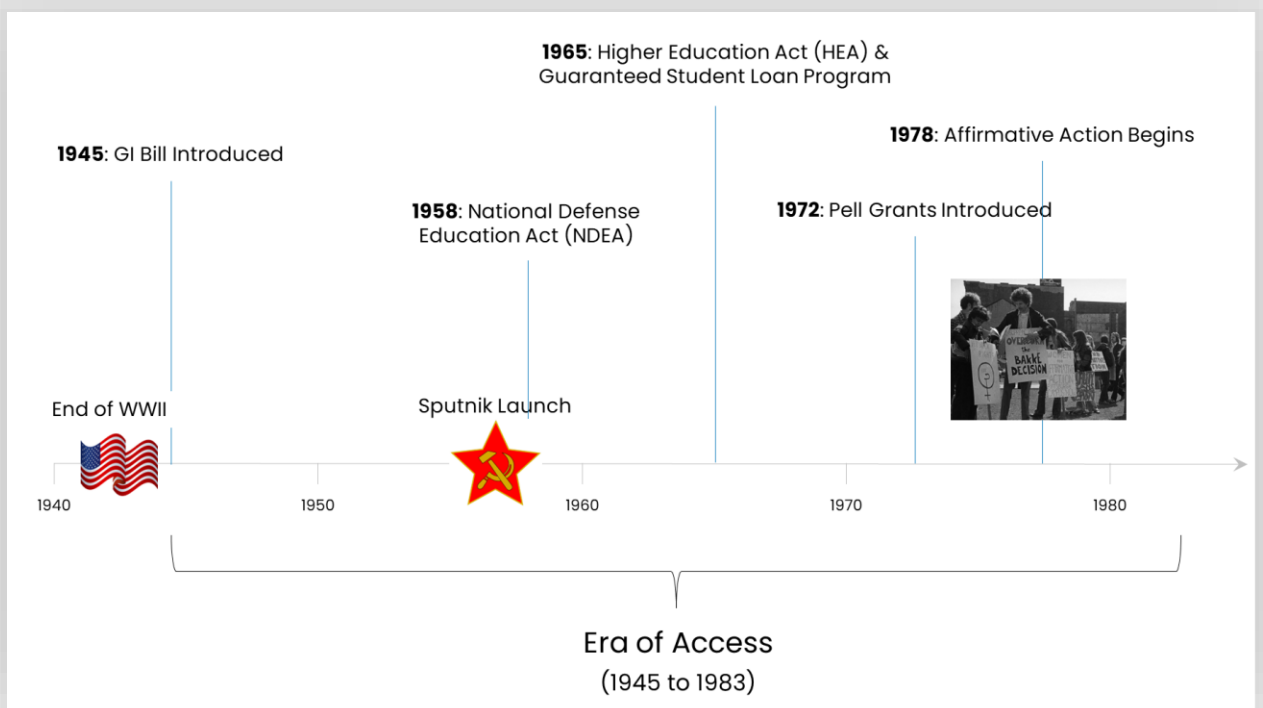 1965: Higher Education Act (HEA) &
Guaranteed Student Loan Program
1978: Affirmative Action Begins
1945: GI Bill Introduced
1958: National Defense
Education Act (NDEA)
1972: Pell Grants Introduced
OVERTURN
the
BAKKE
DECISION
End of WWII
Sputnik Launch
1940
1950
1960
1970
1980
Era of Access
(1945 to 1983)